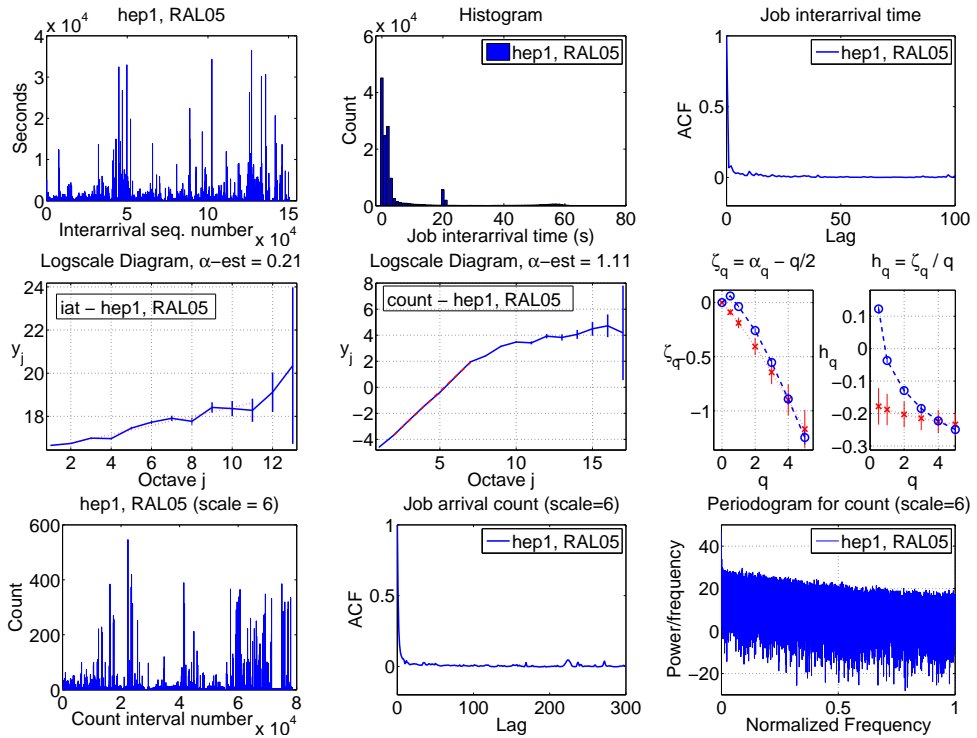 hep1, RAL05
x 10^4
Seconds
4
3
2
1
0
0 5 10 15
Interarrival seq. number x 10^4
Histogram
x 10^4
hep1, RAL05
Count
6
4
2
0
0 20 40 60 80
Job interarrival time (s)
Job interarrival time
hep1, RAL05
ACF
1
0.5
0
0 50 100
Lag
Logscale Diagram, α−est = 0.21
iat − hep1, RAL05
y_j
24
22
20
18
2 4 6 8 10 12
Octave j
Logscale Diagram, α−est = 1.11
count − hep1, RAL05
y_j
8
6
4
2
0
−2
−4
5 10 15
Octave j
ζ_q = α_q − q/2
ζ_q
0
−0.5
−1
0 2 4
q
h_q = ζ_q / q
h_q
0.1
0
−0.1
−0.2
−0.3
0 2 4
q
hep1, RAL05 (scale = 6)
Count
600
400
200
0
0 2 4 6 8
Count interval number x 10^4
Job arrival count (scale=6)
hep1, RAL05
ACF
1
0.5
0
0 100 200 300
Lag
Periodogram for count (scale=6)
hep1, RAL05
Power/frequency
40
20
0
−20
0 0.5 1
Normalized Frequency